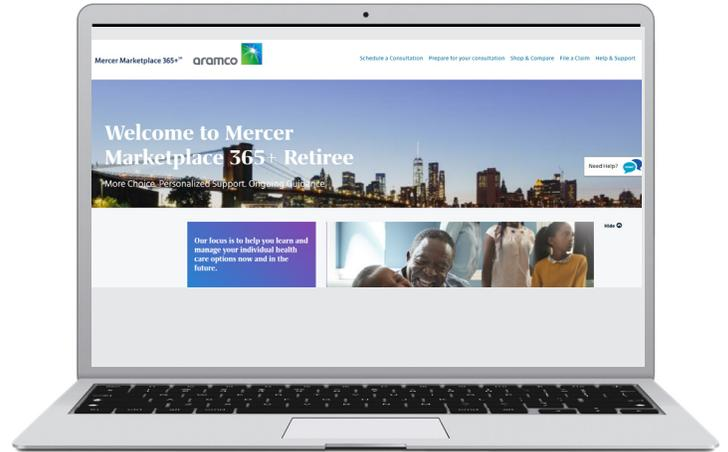 Mercer Marketplace 365+℠ aramco
Schedule a Consultation Prepare for your consultation Shop & Compare File a Claim Help & Support
Welcome to Mercer
Marketplace 365+ Retiree
More Choice. Personalized Support. Ongoing Guidance.
Need Help?
Hide
Our focus is to help you learn and
manage your individual health
care options now and in the
future.